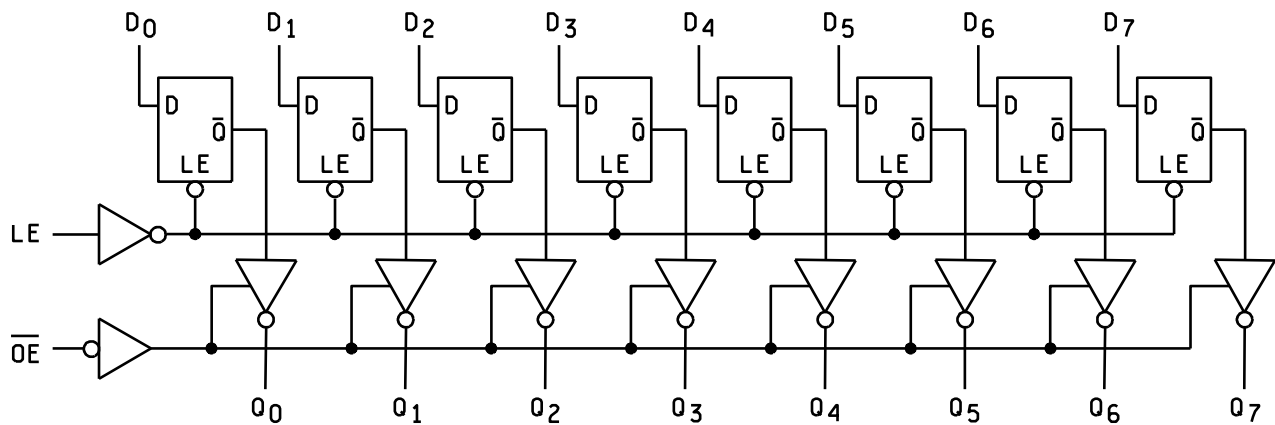 D0 D1 D2 D3 D4 D5 D6 D7
D D D D D D D D
Q̅ Q̅ Q̅ Q̅ Q̅ Q̅ Q̅ Q̅
LE LE LE LE LE LE LE LE
LE
O̅E̅
Q0 Q1 Q2 Q3 Q4 Q5 Q6 Q7